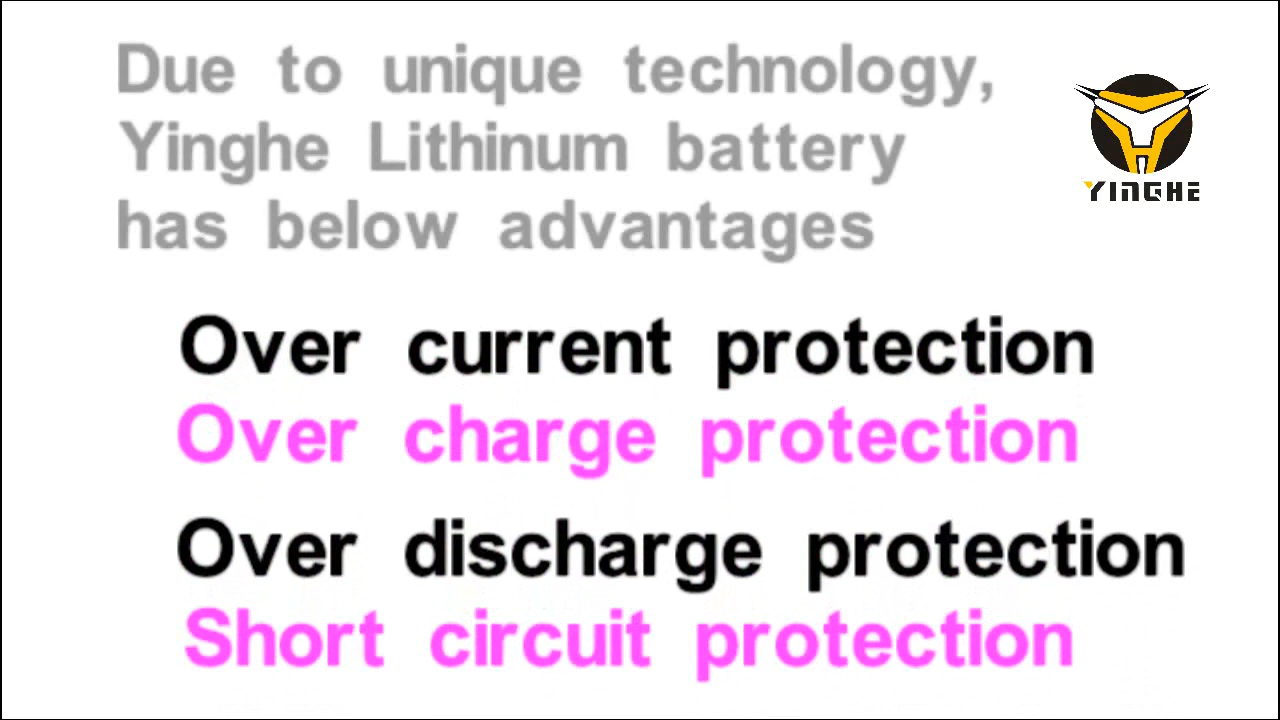 Due to unique technology,
Yinghe Lithinum battery
has below advantages
YINGHE
Over current protection
Over charge protection
Over discharge protection
Short circuit protection